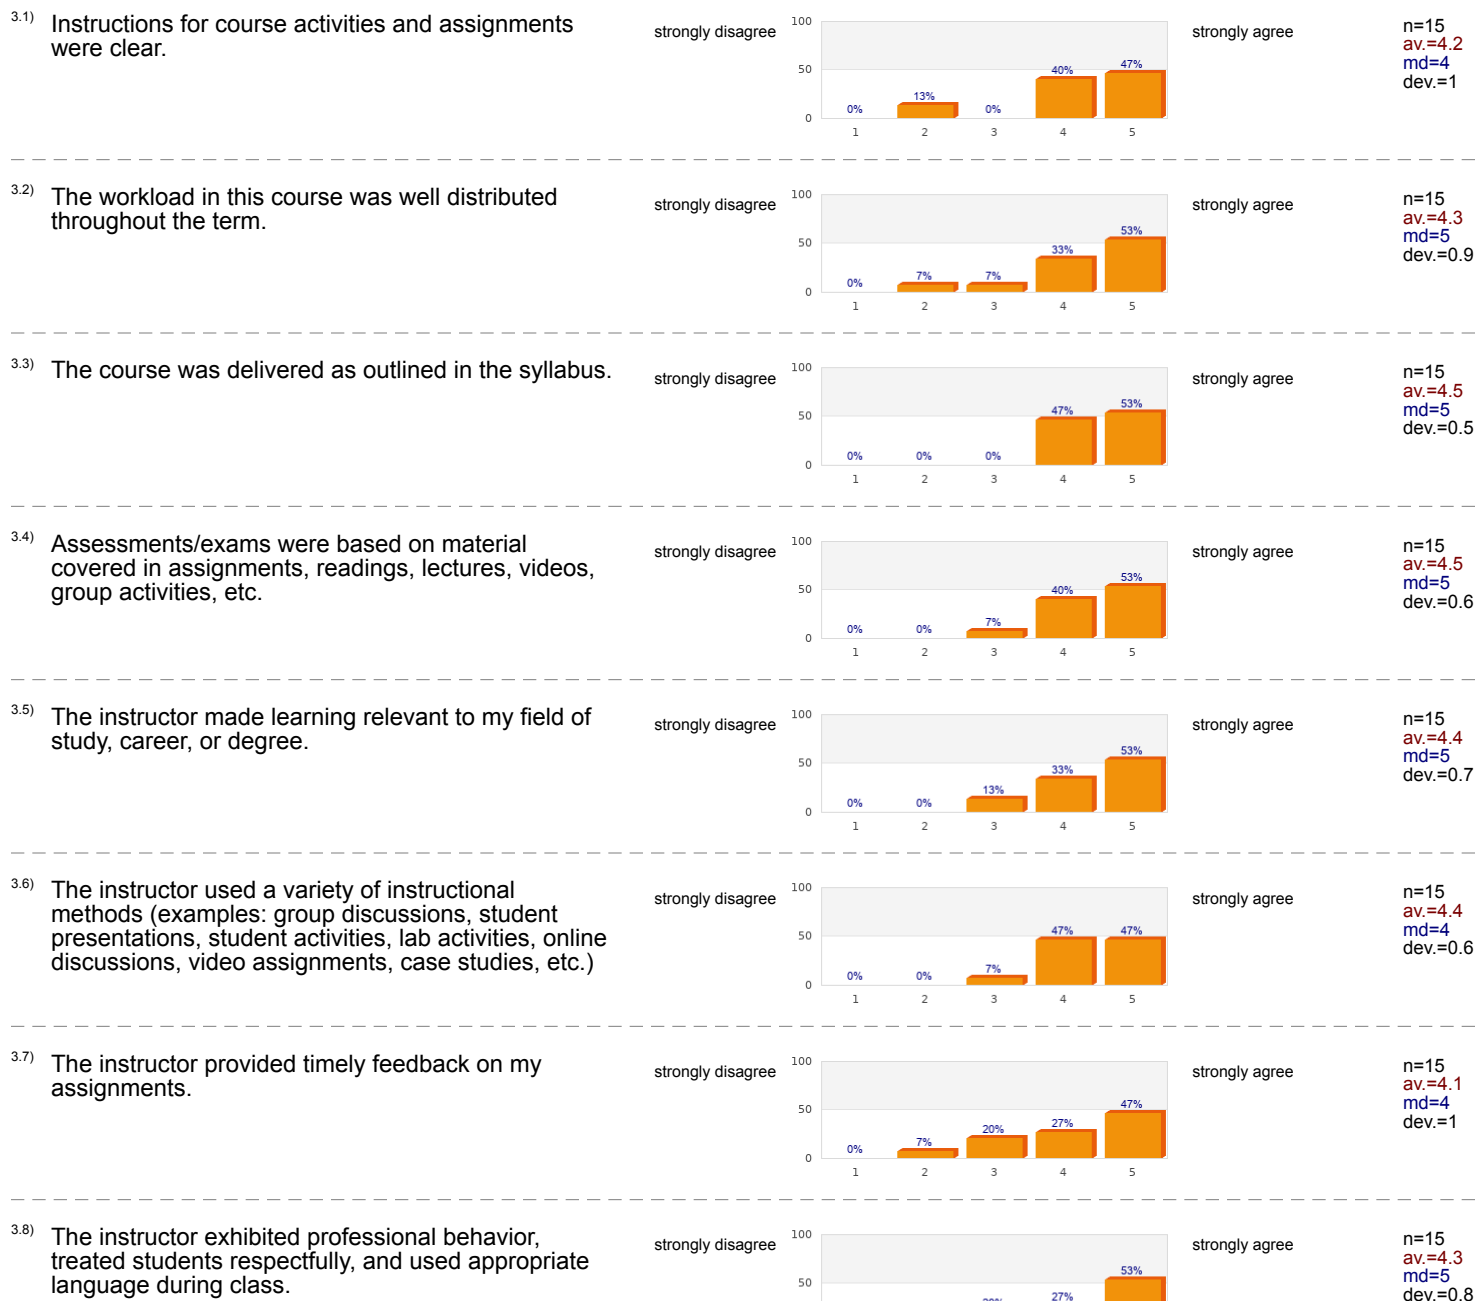 3.1) Instructions for course activities and assignments
were clear.
strongly disagree
strongly agree
100
50
0
0%
13%
0%
40%
47%
1 2 3 4 5
n=15
av.=4.2
md=4
dev.=1
3.2) The workload in this course was well distributed
throughout the term.
strongly disagree
strongly agree
100
50
0
0%
7%
7%
33%
53%
1 2 3 4 5
n=15
av.=4.3
md=5
dev.=0.9
3.3) The course was delivered as outlined in the syllabus.
strongly disagree
strongly agree
100
50
0
0%
0%
0%
47%
53%
1 2 3 4 5
n=15
av.=4.5
md=5
dev.=0.5
3.4) Assessments/exams were based on material
covered in assignments, readings, lectures, videos,
group activities, etc.
strongly disagree
strongly agree
100
50
0
0%
0%
7%
40%
53%
1 2 3 4 5
n=15
av.=4.5
md=5
dev.=0.6
3.5) The instructor made learning relevant to my field of
study, career, or degree.
strongly disagree
strongly agree
100
50
0
0%
0%
13%
33%
53%
1 2 3 4 5
n=15
av.=4.4
md=5
dev.=0.7
3.6) The instructor used a variety of instructional
methods (examples: group discussions, student
presentations, student activities, lab activities, online
discussions, video assignments, case studies, etc.)
strongly disagree
strongly agree
100
50
0
0%
0%
7%
47%
47%
1 2 3 4 5
n=15
av.=4.4
md=4
dev.=0.6
3.7) The instructor provided timely feedback on my
assignments.
strongly disagree
strongly agree
100
50
0
0%
7%
20%
27%
47%
1 2 3 4 5
n=15
av.=4.1
md=4
dev.=1
3.8) The instructor exhibited professional behavior,
treated students respectfully, and used appropriate
language during class.
strongly disagree
strongly agree
100
50
27%
53%
n=15
av.=4.3
md=5
dev.=0.8